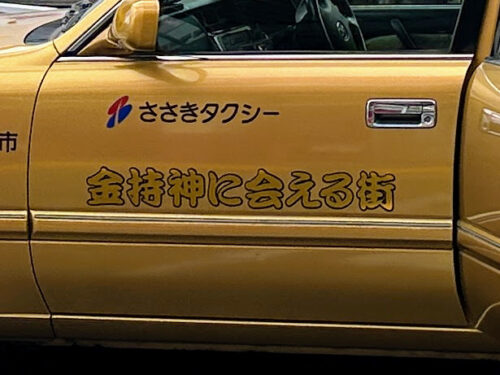 ささきタクシー
市
金持神に会える街